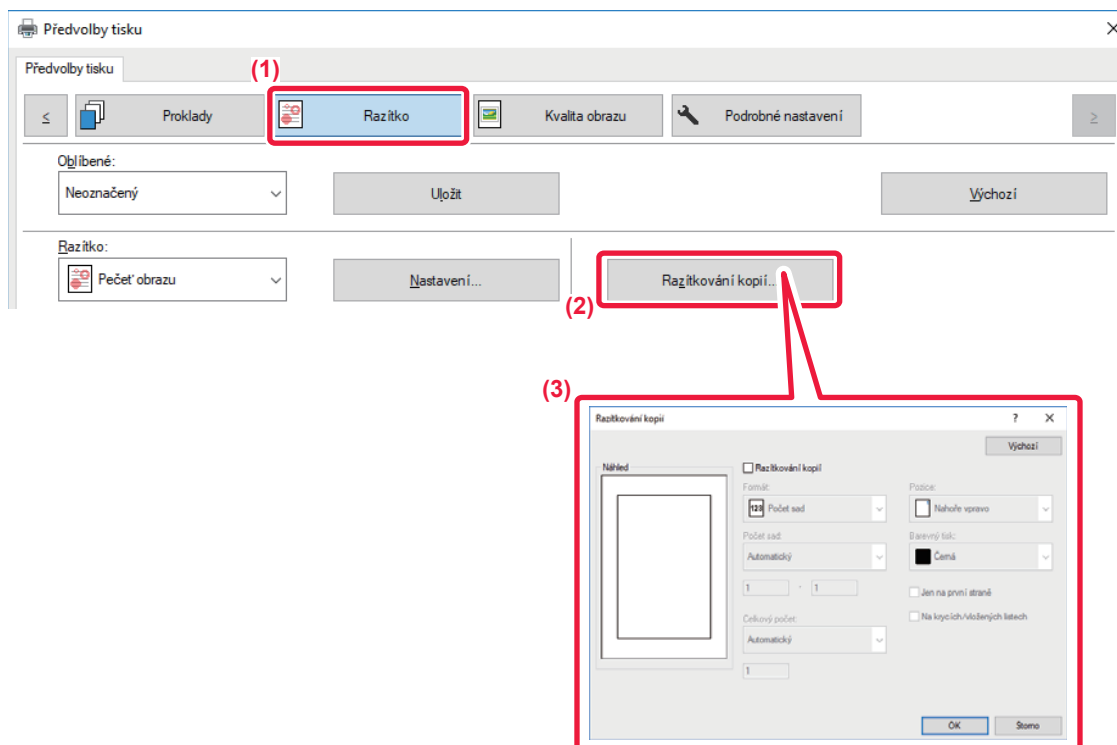 Předvolby tisku
Předvolby tisku
(1)
< Proklady Razítko Kvalita obrazu Podrobné nastavení >
Oblíbené:
Neoznačený Uložit Výchozí
Razítko:
Pečeť obrazu Nastavení... Razítkování kopií...
(2)
(3)
Razítkování kopií ? X
Výchozí
Náhled Razítkování kopií
Formát: Pozice:
123 Počet sad Nahoře vpravo
Počet sad: Barevný tisk:
Automatický Černá
1 - 1 Jen na první straně
Na krycích/vložených listech
Celkový počet:
Automatický
1
OK Storno